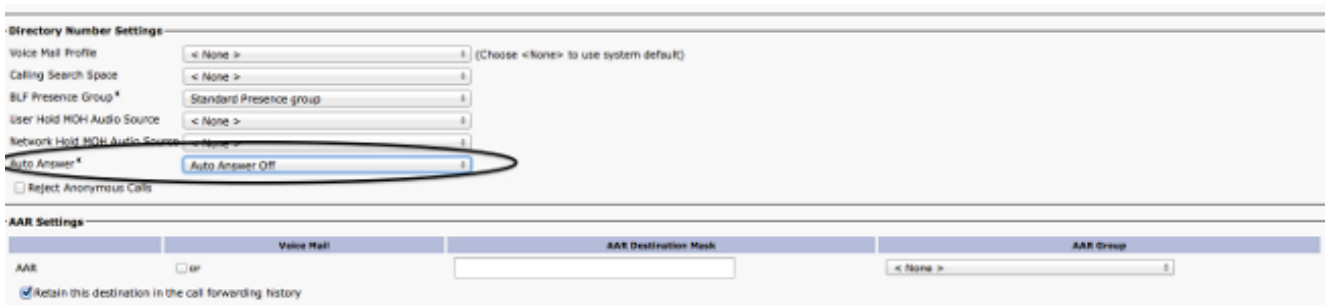 Directory Number Settings
Voice Mail Profile < None > (Choose <None> to use system default)
Calling Search Space < None >
BLF Presence Group* Standard Presence group
User Hold MOH Audio Source < None >
Network Hold MOH Audio Source < None >
Auto Answer* Auto Answer Off
Reject Anonymous Calls
AAR Settings
Voice Mail AAR Destination Mask AAR Group
AAR or < None >
Retain this destination in the call forwarding history